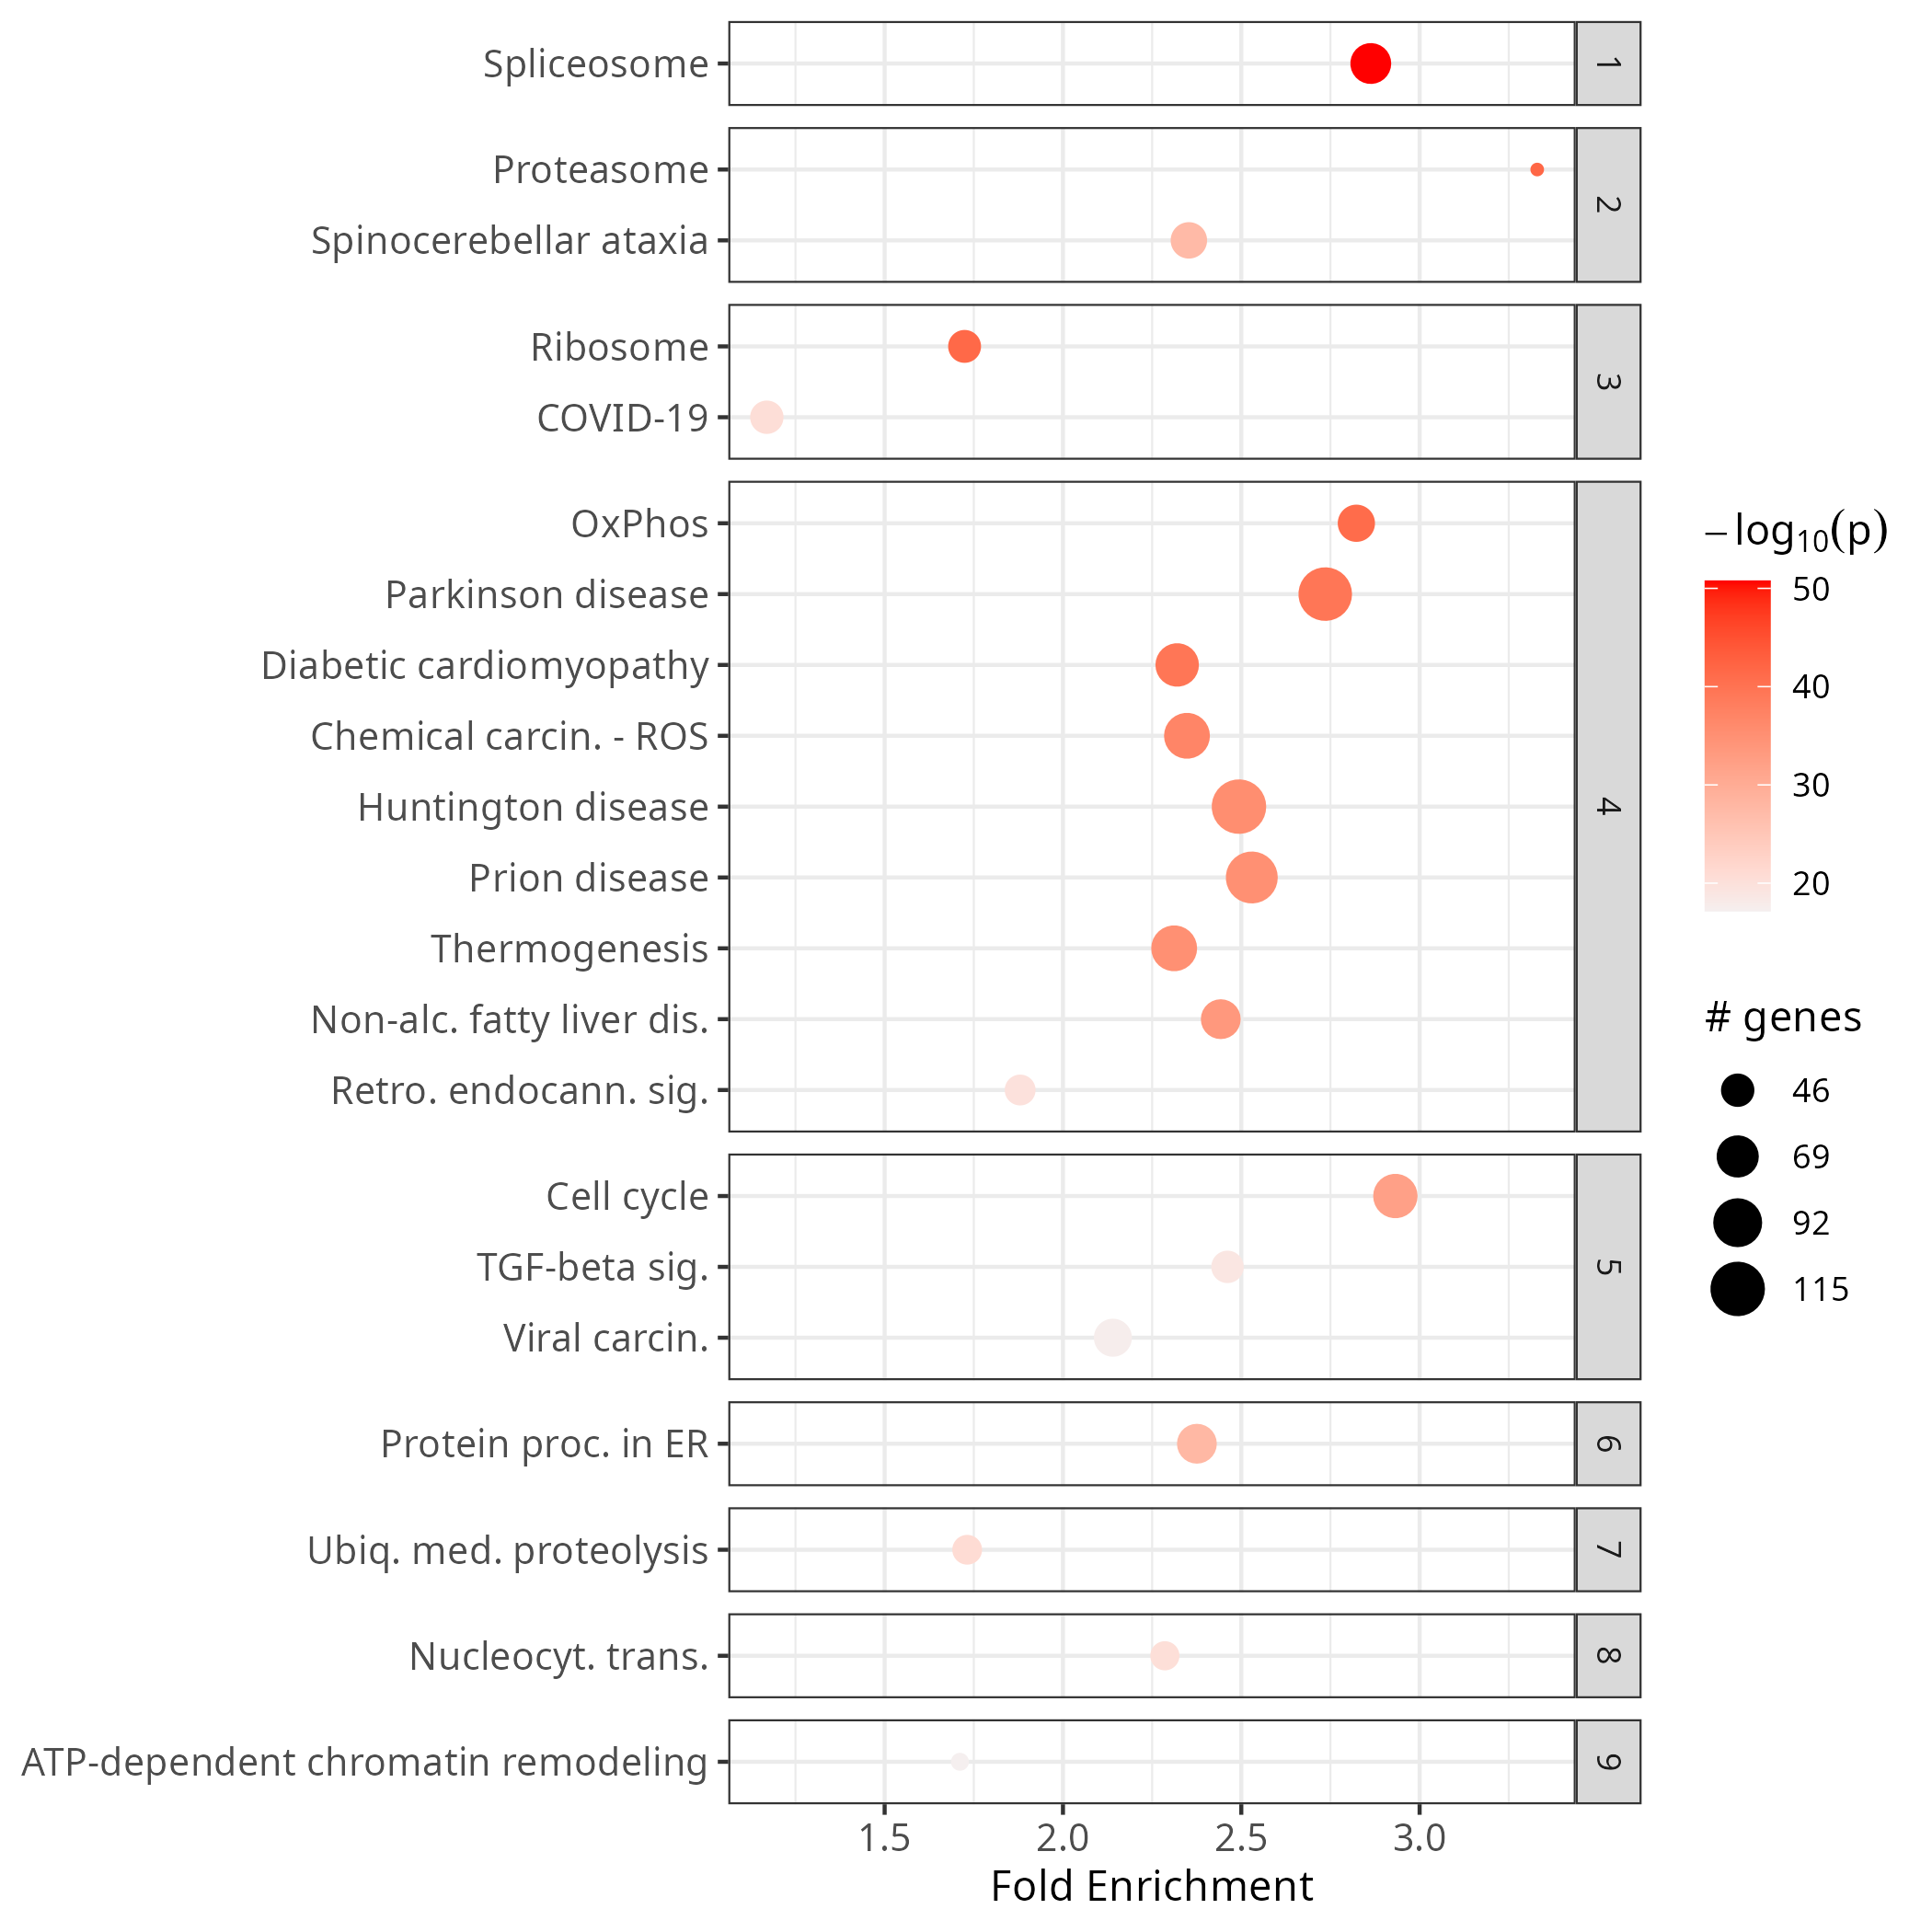 Spliceosome
1
Proteasome
Spinocerebellar ataxia
2
Ribosome
COVID-19
3
OxPhos
Parkinson disease
Diabetic cardiomyopathy
Chemical carcin. - ROS
Huntington disease
Prion disease
Thermogenesis
Non-alc. fatty liver dis.
Retro. endocann. sig.
4
Cell cycle
TGF-beta sig.
Viral carcin.
5
Protein proc. in ER
6
Ubiq. med. proteolysis
7
Nucleocyt. trans.
8
ATP-dependent chromatin remodeling
9
1.5 2.0 2.5 3.0
Fold Enrichment
−log₁₀(p)
50
40
30
20
# genes
46
69
92
115